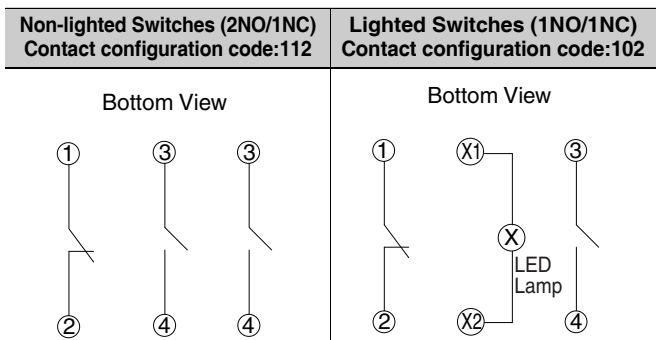 Non-lighted Switches (2NO/1NC)
Contact configuration code:112
Lighted Switches (1NO/1NC)
Contact configuration code:102
Bottom View
1 3 3
2 4 4
Bottom View
X1
1 3
X
LED
Lamp
2 X2 4